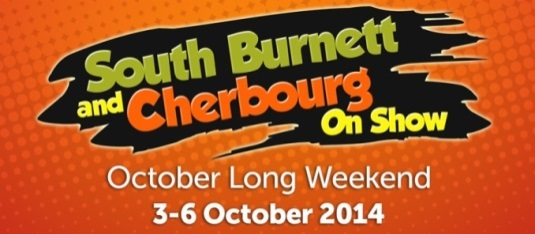 South Burnett
and Cherbourg
On Show
October Long Weekend
3-6 October 2014